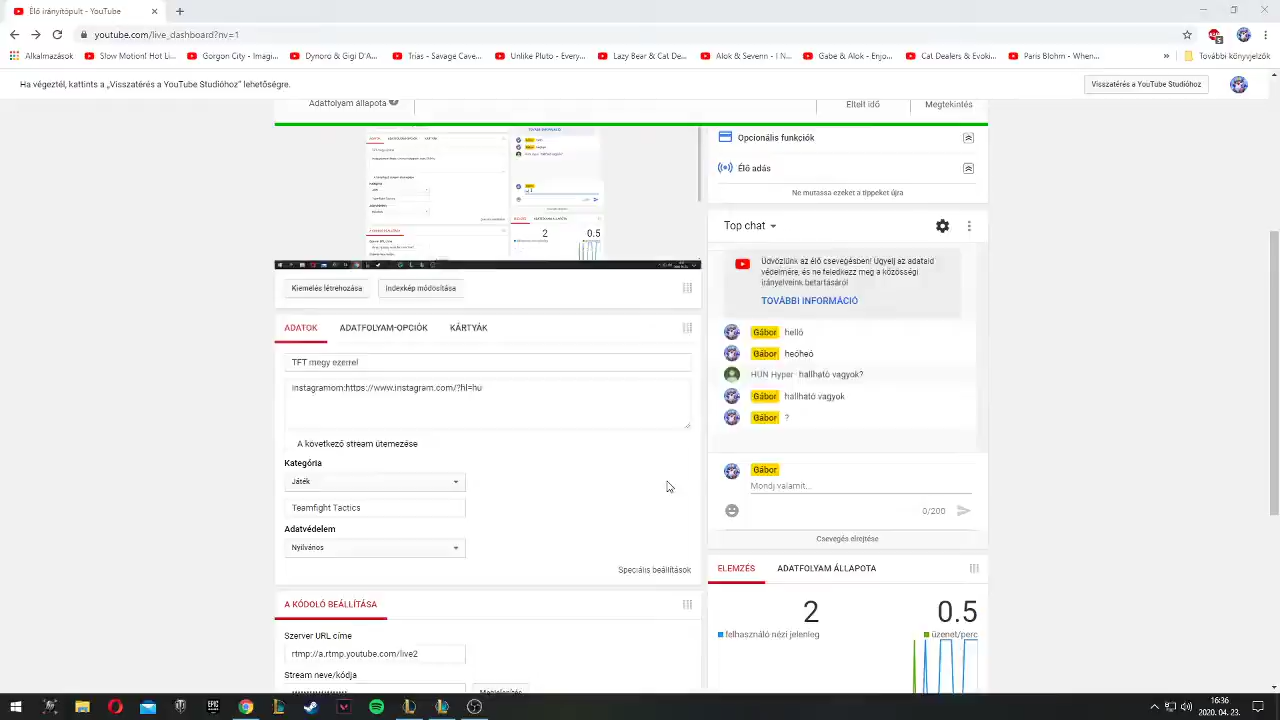 Élő irányítópult - YouTube
youtube.com/live_dashboard?nv=1
Alkalmazások
Slow Motion! Hot Li...
Gorgon City - Imagi...
Donoro & Gigi D'A...
Trias - Savage Cave...
Unlike Pluto - Every...
Lazy Bear & Cat De...
Alok & Sevenn - I N...
Gabe & Alok - Enjo...
Cat Dealers & Evoki...
Paris Blohm - When...
»
További könyvjelzők
Ha végeztél, kattints a „Visszatérés a YouTube Studióhoz” lehetőségre.
Visszatérés a YouTube Studióhoz
Adatfolyam állapota
Eltelt idő
Megtekintés
Opcionális funkciók
Élő adás
Ne mutassa ezeket a tippeket újra
Kiemelés létrehozása
Indexkép módosítása
ADATOK
ADATFOLYAM-OPCIÓK
KÁRTYÁK
TFT megy ezerrel
instagramom:https://www.instagram.com/?hl=hu
A következő stream ütemezése
Kategória
Játék
Teamfight Tactics
Adatvédelem
Nyilvános
Speciális beállítások
A KÓDOLÓ BEÁLLÍTÁSA
Szerver URL címe
rtmp://a.rtmp.youtube.com/live2
Stream neve/kódja
Megjelenítés
Top chat
Üdvözlünk az élő csevegésben! Ügyelj az adataid
védelmére, és ne feledkezz meg a közösségi
irányelveink betartásáról
TOVÁBBI INFORMÁCIÓ
Gábor helló
Gábor heóheó
HUN Hyper hallható vagyok?
Gábor hallható vagyok
Gábor ?
Gábor
Mondj valamit...
0/200
Csevegés elrejtése
ELEMZÉS
ADATFOLYAM ÁLLAPOTA
2
0.5
felhasználó nézi jelenleg
üzenet/perc
16:36
2020. 04. 23.